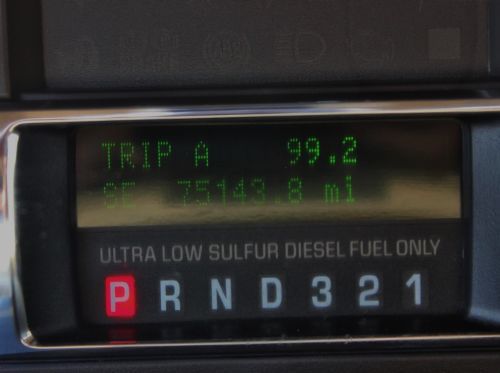 TRIP A 99.2
SE 75143.8 mi
ULTRA LOW SULFUR DIESEL FUEL ONLY
P R N D 3 2 1